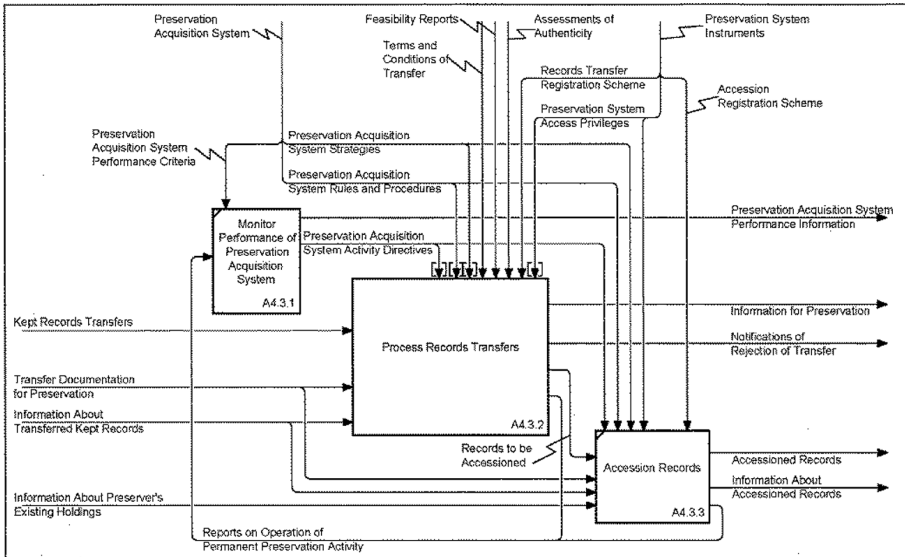 Preservation
Acquisition System
Feasibility Reports
Terms and
Conditions of
Transfer
Assessments of
Authenticity
Preservation System
Instruments
Records Transfer
Registration Scheme
Accession
Registration Scheme
Preservation System
Access Privileges
Preservation
Acquisition System
Performance Criteria
Preservation Acquisition
System Strategies
Preservation Acquisition
System Rules and Procedures
Monitor
Performance of
Preservation
Acquisition
System
A4.3.1
Preservation Acquisition System
Performance Information
Preservation Acquisition
System Activity Directives
Kept Records Transfers
Process Records Transfers
A4.3.2
Information for Preservation
Notifications of
Rejection of Transfer
Transfer Documentation
for Preservation
Information About
Transferred Kept Records
Records to be
Accessioned
Accession Records
A4.3.3
Accessioned Records
Information About
Accessioned Records
Information About Preserver's
Existing Holdings
Reports on Operation of
Permanent Preservation Activity